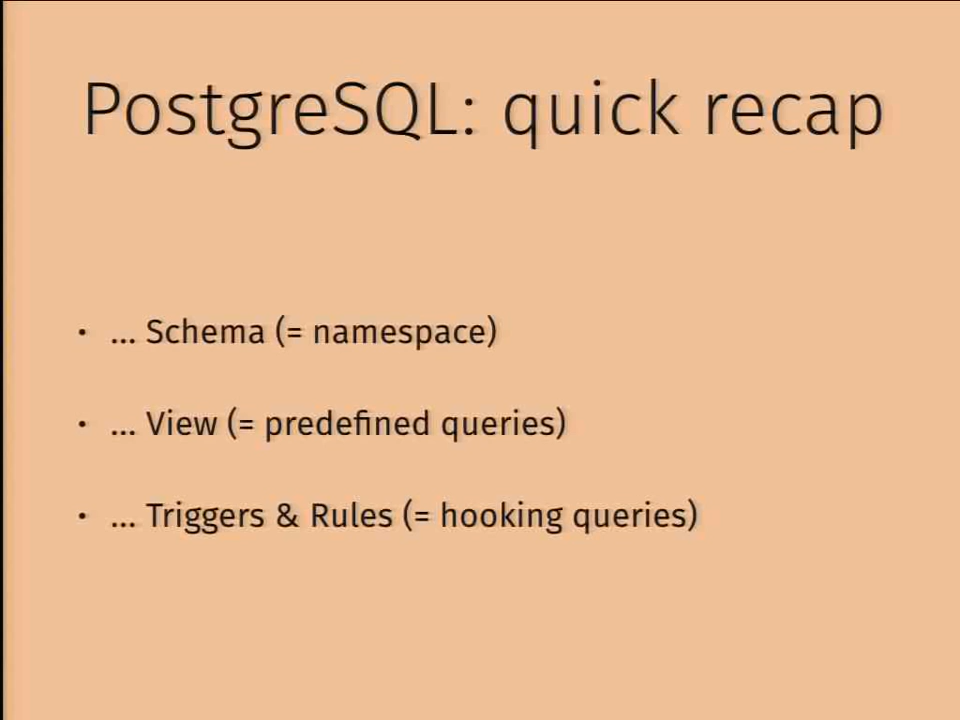 PostgreSQL: quick recap
• ... Schema (= namespace)
• ... View (= predefined queries)
• ... Triggers & Rules (= hooking queries)